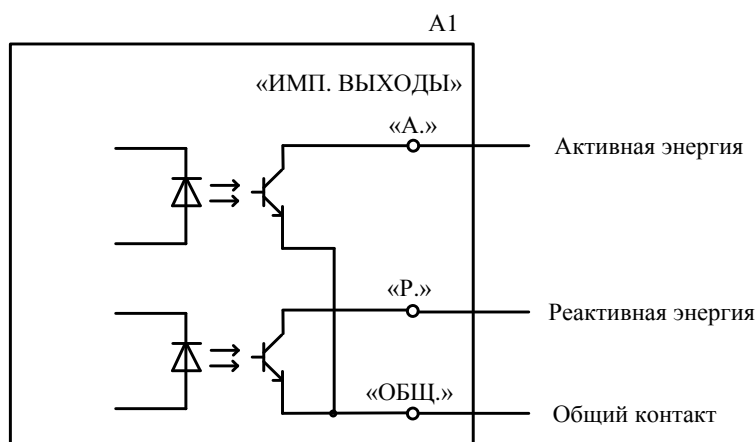 А1
«ИМП. ВЫХОДЫ»
«А.»
Активная энергия
«Р.»
Реактивная энергия
«ОБЩ.»
Общий контакт